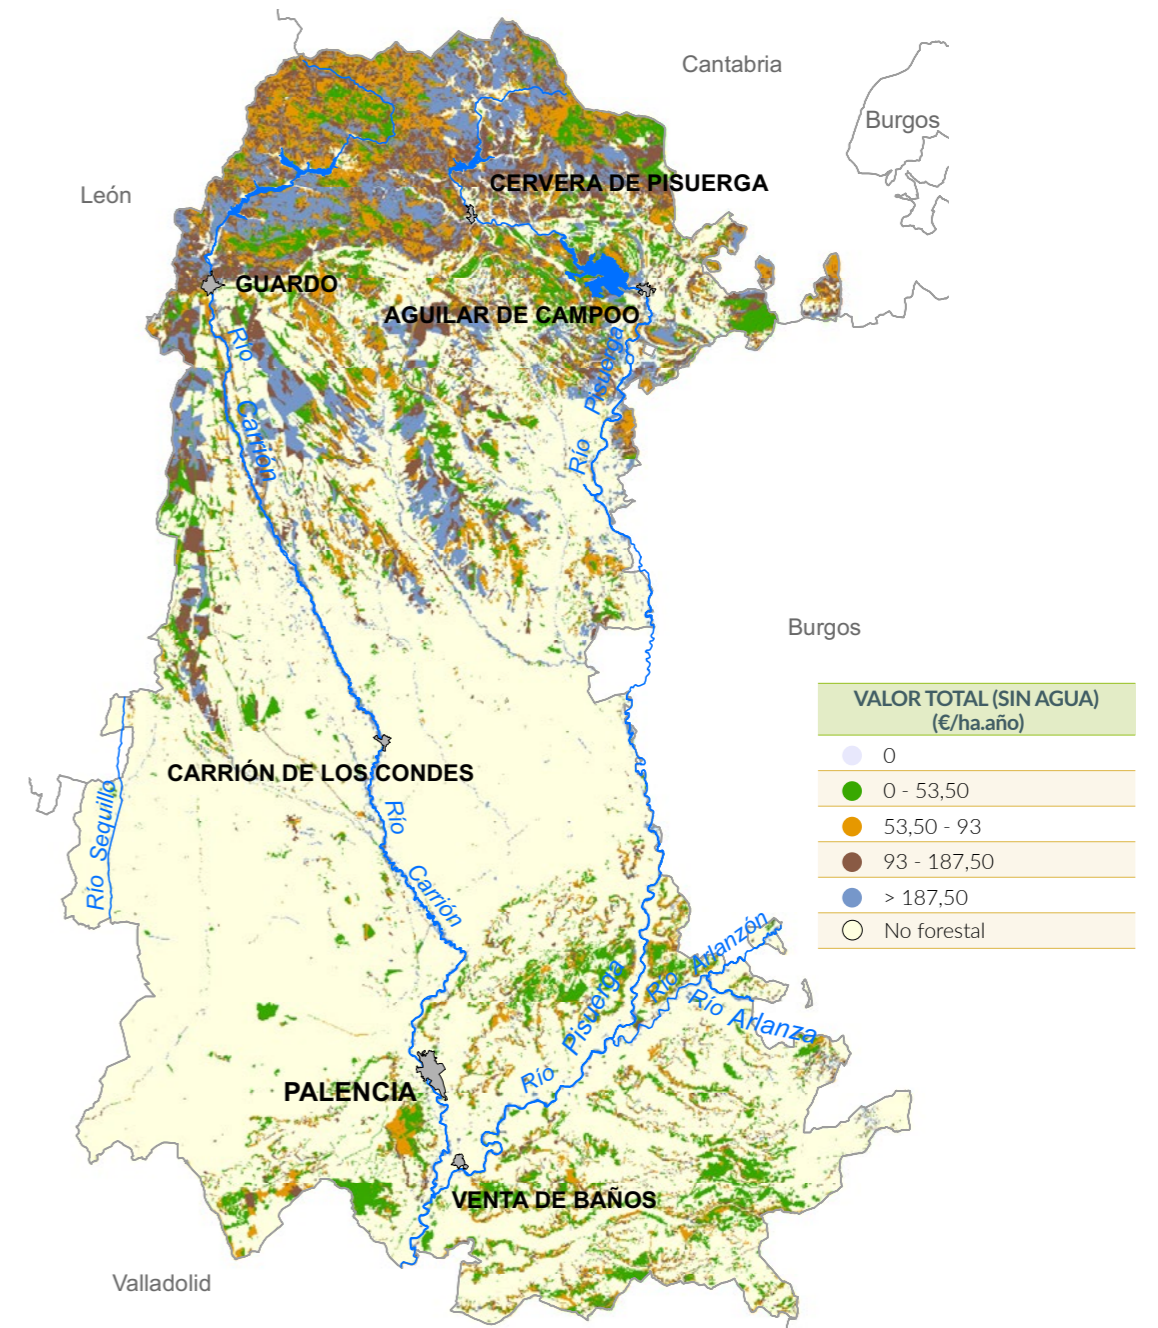 Cantabria
Burgos
León
CERVERA DE PISUERGA
GUARDO
AGUILAR DE CAMPOO
Río
Carrión
Río
Pisuerga
Burgos
VALOR TOTAL (SIN AGUA)
(€/ha.año)
0
0 - 53,50
53,50 - 93
93 - 187,50
> 187,50
No forestal
CARRIÓN DE LOS CONDES
Río Sequillo
Río
Carrión
Río Arlanzón
Río Arlanza
Río
Pisuerga
PALENCIA
VENTA DE BAÑOS
Valladolid